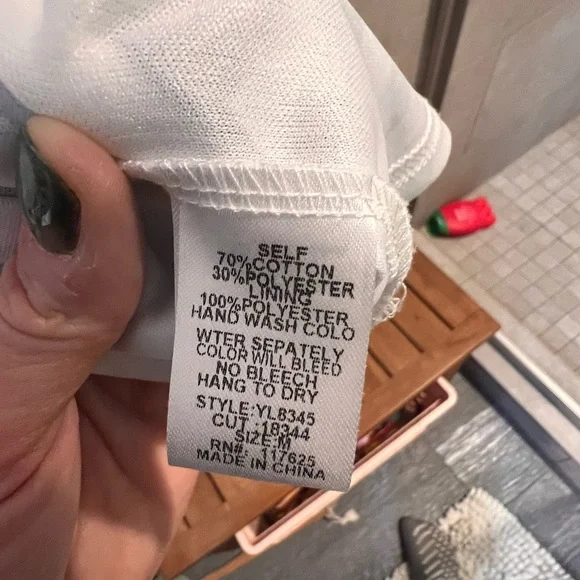 SELF
70%COTTON
30%POLYESTER
LINING
100%POLYESTER
HAND WASH COLO
WTER SEPATELY
COLOR WILL BLEED
NO BLEECH
HANG TO DRY
STYLE:YL8345
CUT :18344
SIZE:M
RN#: 117625
MADE IN CHINA